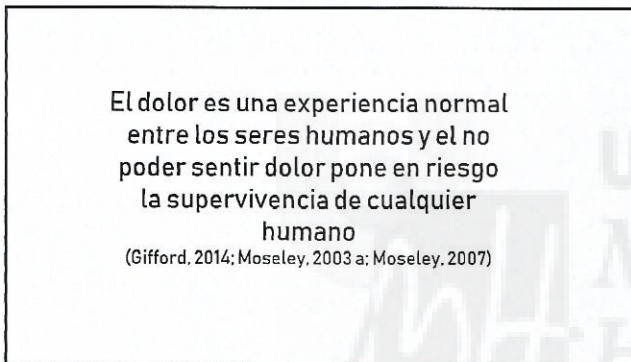 El dolor es una experiencia normal
entre los seres humanos y el no
poder sentir dolor pone en riesgo
la supervivencia de cualquier
humano
(Gifford, 2014; Moseley, 2003 a; Moseley, 2007)